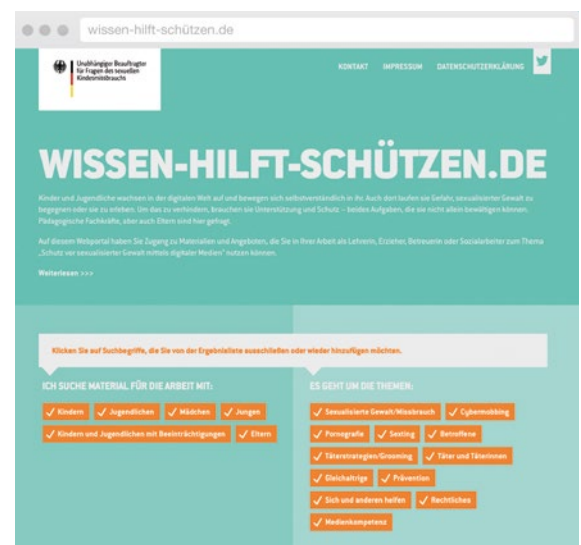 wissen-hilft-schützen.de
Unabhängiger Beauftragter
für Fragen des sexuellen
Kindesmissbrauchs
KONTAKT IMPRESSUM DATENSCHUTZERKLÄRUNG
WISSEN-HILFT-SCHÜTZEN.DE
Kinder und Jugendliche wachsen in der digitalen Welt auf und bewegen sich selbstverständlich in ihr. Auch dort laufen sie Gefahr, sexualisierter Gewalt zu
begegnen oder sie zu erleben. Um das zu verhindern, brauchen sie Unterstützung und Schutz – beides Aufgaben, die sie nicht allein bewältigen können.
Pädagogische Fachkräfte, aber auch Eltern sind hier gefragt.
Auf diesem Webportal haben Sie Zugang zu Materialien und Angeboten, die Sie in Ihrer Arbeit als Lehrerin, Erzieher, Betreuerin oder Sozialarbeiter zum Thema
„Schutz vor sexualisierter Gewalt mittels digitaler Medien" nutzen können.
Weiterlesen >>>
Klicken Sie auf Suchbegriffe, die Sie von der Ergebnisliste ausschließen oder wieder hinzufügen möchten.
ICH SUCHE MATERIAL FÜR DIE ARBEIT MIT:
Kindern Jugendlichen Mädchen Jungen
Kindern und Jugendlichen mit Beeinträchtigungen Eltern
ES GEHT UM DIE THEMEN:
Sexualisierte Gewalt/Missbrauch Cybermobbing
Pornografie Sexting Betroffene
Täterstrategien/Grooming Täter und Täterinnen
Gleichaltrige Prävention
Sich und anderen helfen Rechtliches
Medienkompetenz